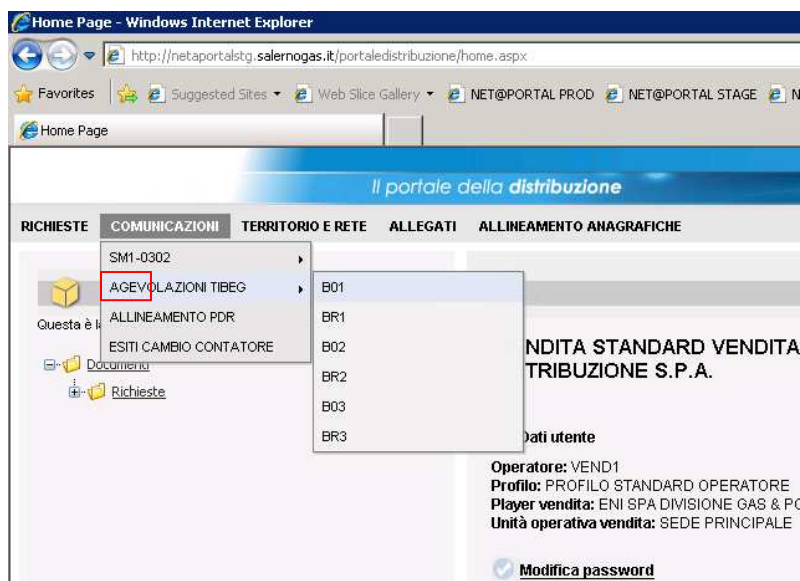 Home Page - Windows Internet Explorer
http://netaportalstg.salernogas.it/portaledistribuzione/home.aspx
Favorites Suggested Sites Web Slice Gallery NET@PORTAL PROD NET@PORTAL STAGE N
Home Page
Il portale della distribuzione
RICHIESTE COMUNICAZIONI TERRITORIO E RETE ALLEGATI ALLINEAMENTO ANAGRAFICHE
SM1-0302
AGEVOLAZIONI TIBEG
ALLINEAMENTO PDR
ESITI CAMBIO CONTATORE
B01
BR1
B02
BR2
B03
BR3
Questa è l
Documenti
Richieste
NDITA STANDARD VENDITA
TRIBUZIONE S.P.A.
Dati utente
Operatore: VEND1
Profilo: PROFILO STANDARD OPERATORE
Player vendita: ENI SPA DIVISIONE GAS & PO
Unità operativa vendita: SEDE PRINCIPALE
Modifica password